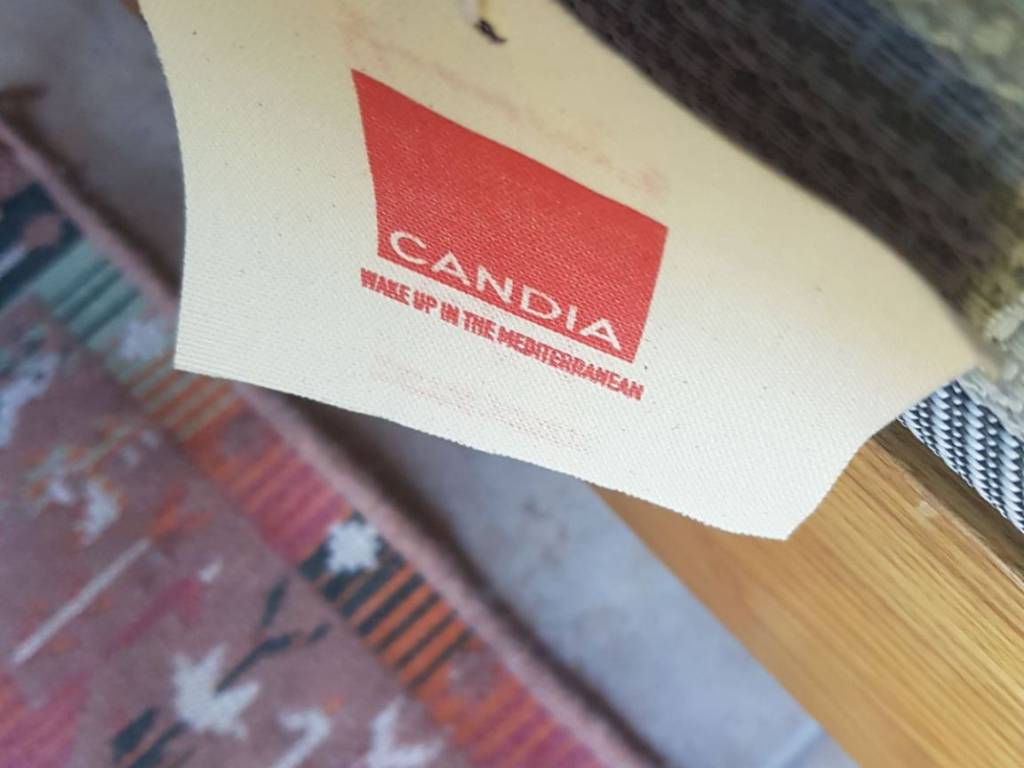 CANDIA
WAKE UP IN THE MEDITERRANEAN